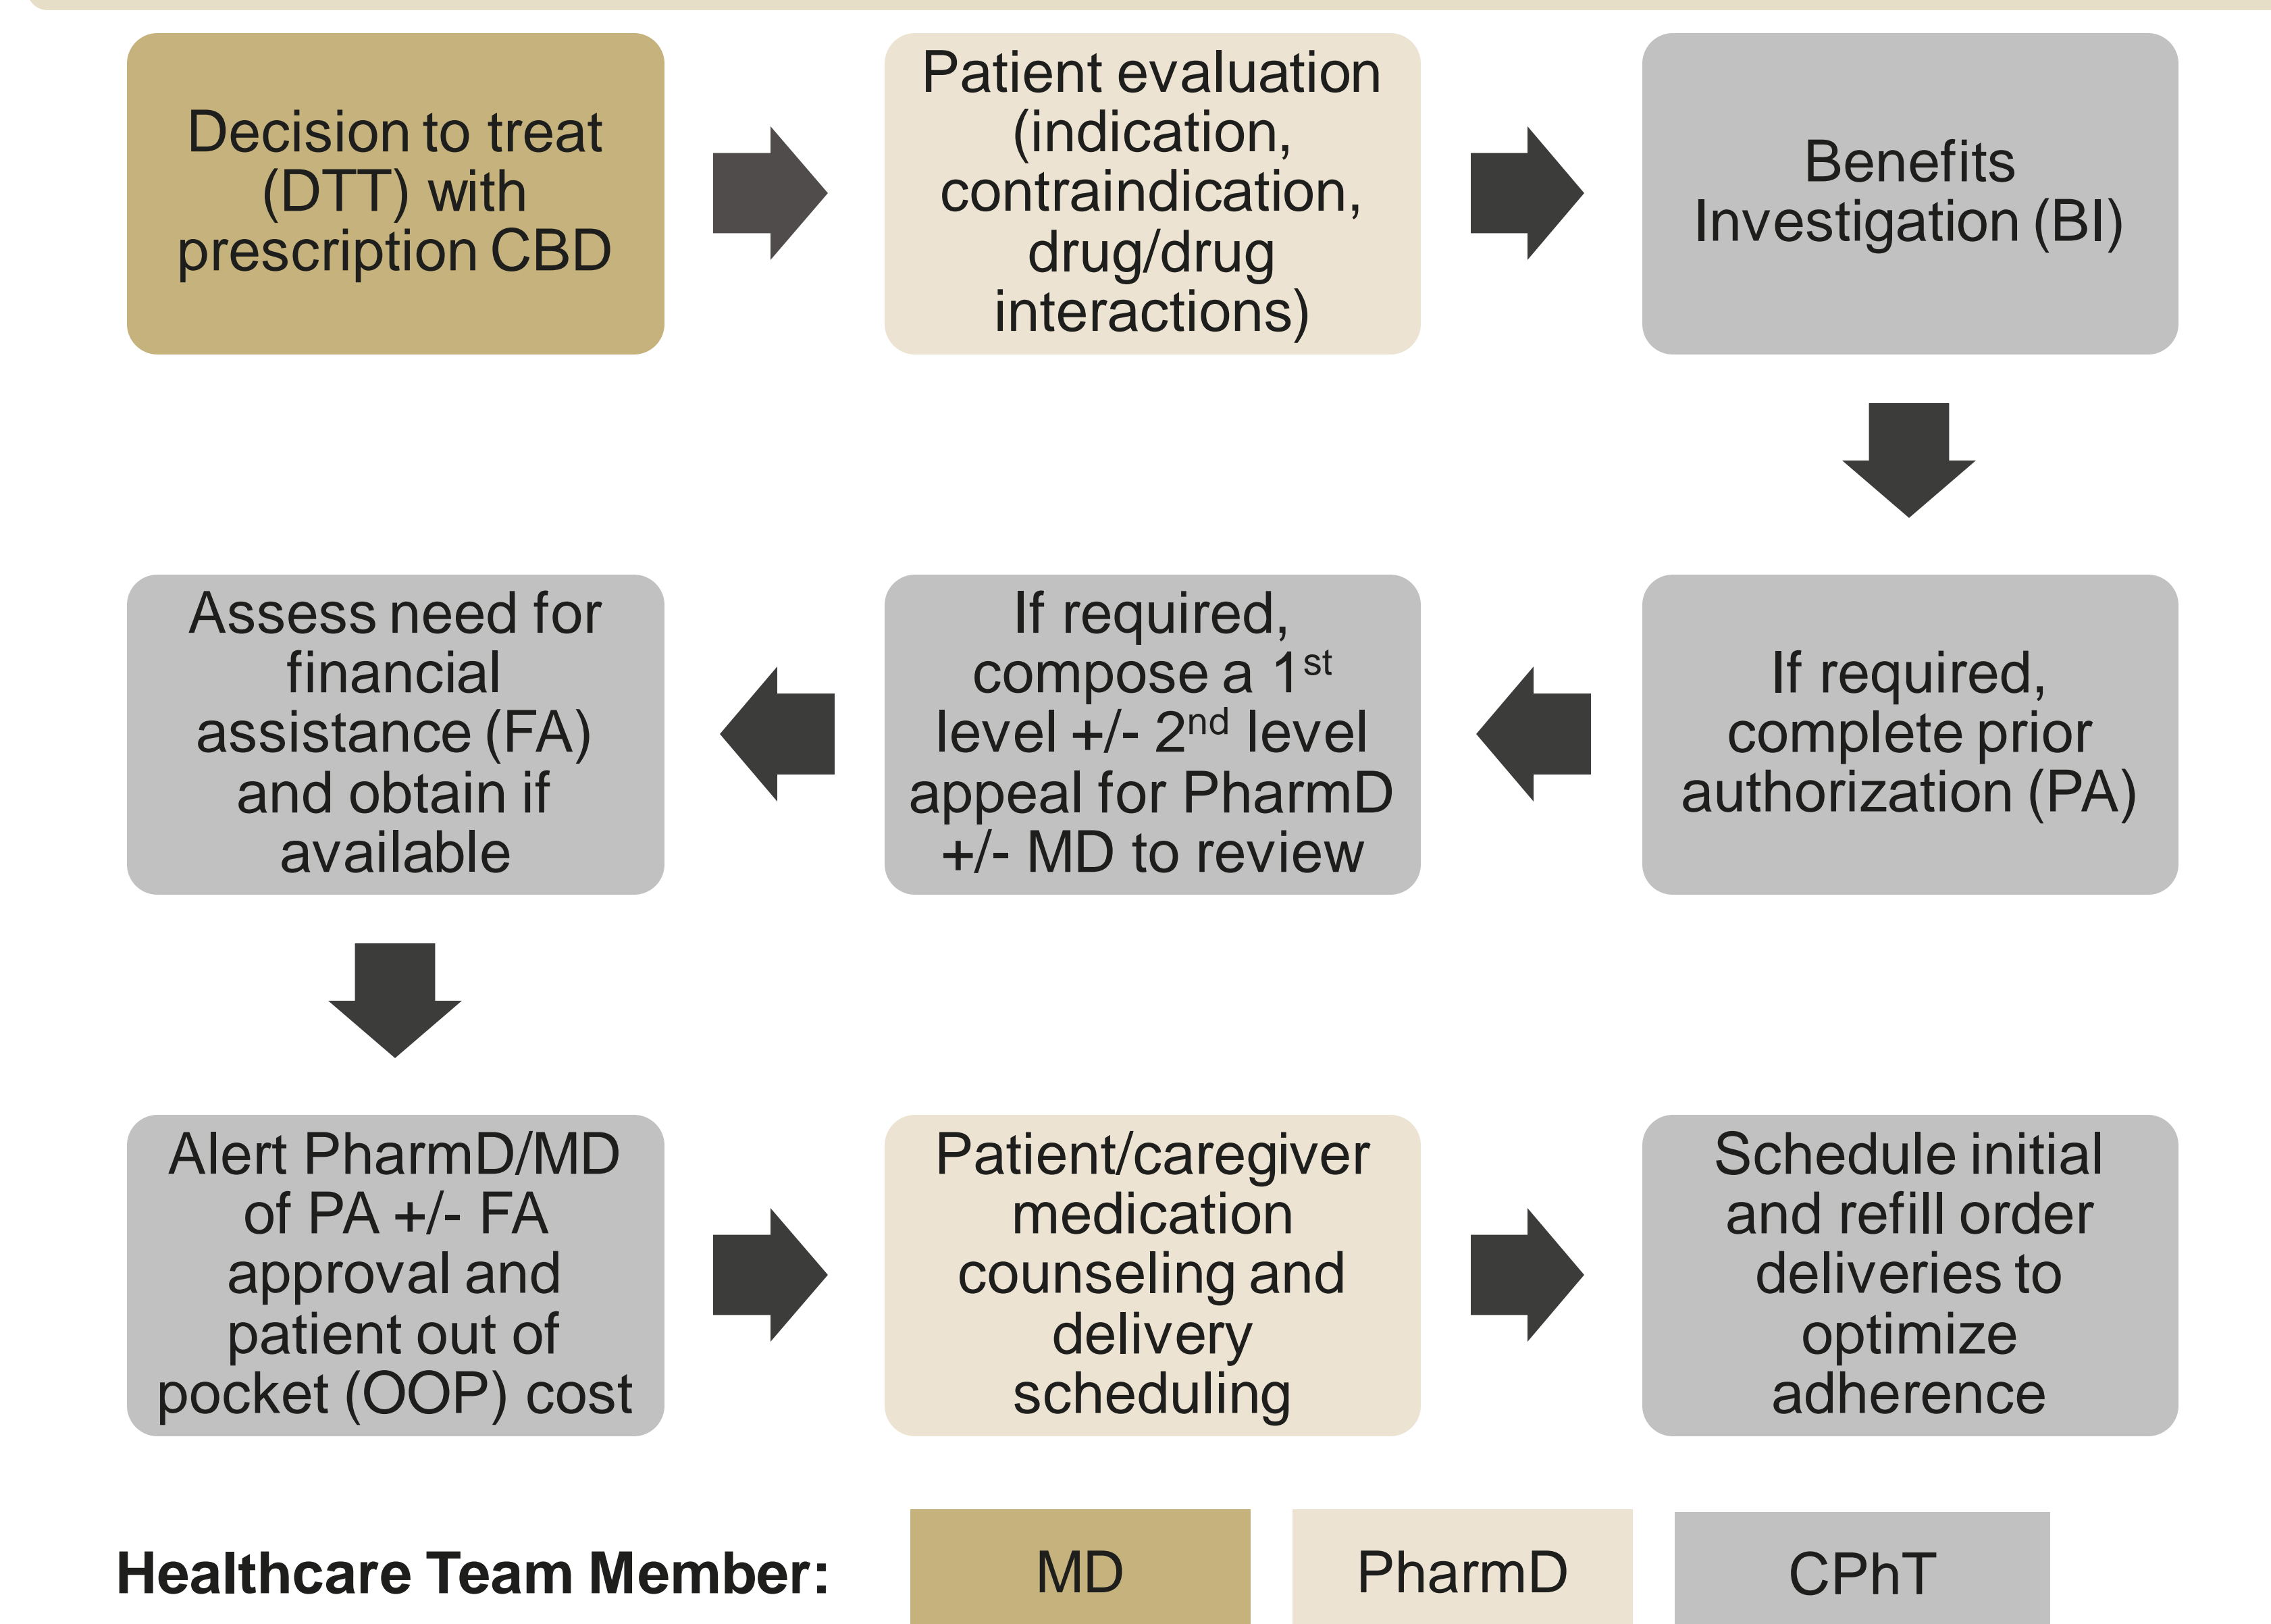 Decision to treat
(DTT) with
prescription CBD
Patient evaluation
(indication,
contraindication,
drug/drug
interactions)
Benefits
Investigation (BI)
If required,
complete prior
authorization (PA)
If required,
compose a 1st
level +/- 2nd level
appeal for PharmD
+/- MD to review
Assess need for
financial
assistance (FA)
and obtain if
available
Alert PharmD/MD
of PA +/- FA
approval and
patient out of
pocket (OOP) cost
Patient/caregiver
medication
counseling and
delivery
scheduling
Schedule initial
and refill order
deliveries to
optimize
adherence
Healthcare Team Member:
MD
PharmD
CPhT